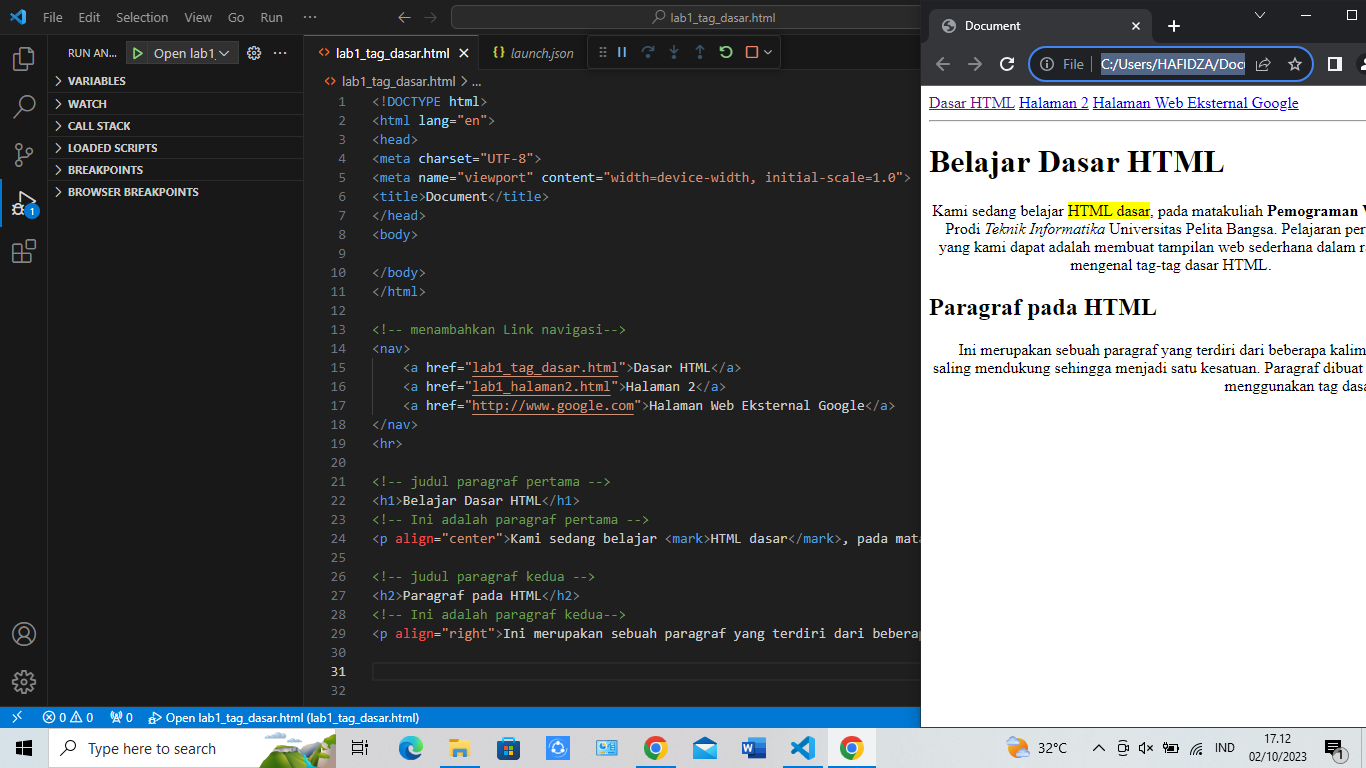 File Edit Selection View Go Run ··· lab1_tag_dasar.html
RUN AN... Open lab1 ···
VARIABLES
WATCH
CALL STACK
LOADED SCRIPTS
BREAKPOINTS
BROWSER BREAKPOINTS
1
lab1_tag_dasar.html launch.json
lab1_tag_dasar.html > ...
1 <!DOCTYPE html>
2 <html lang="en">
3 <head>
4 <meta charset="UTF-8">
5 <meta name="viewport" content="width=device-width, initial-scale=1.0">
6 <title>Document</title>
7 </head>
8 <body>
9
10 </body>
11 </html>
12
13 <!-- menambahkan Link navigasi-->
14 <nav>
15 <a href="lab1_tag_dasar.html">Dasar HTML</a>
16 <a href="lab1_halaman2.html">Halaman 2</a>
17 <a href="http://www.google.com">Halaman Web Eksternal Google</a>
18 </nav>
19 <hr>
20
21 <!-- judul paragraf pertama -->
22 <h1>Belajar Dasar HTML</h1>
23 <!-- Ini adalah paragraf pertama -->
24 <p align="center">Kami sedang belajar <mark>HTML dasar</mark>, pada mata
25
26 <!-- judul paragraf kedua -->
27 <h2>Paragraf pada HTML</h2>
28 <!-- Ini adalah paragraf kedua-->
29 <p align="right">Ini merupakan sebuah paragraf yang terdiri dari beberap
30
31
32
0 0 0 Open lab1_tag_dasar.html (lab1_tag_dasar.html)
Document
File C:/Users/HAFIDZA/Docu
Dasar HTML Halaman 2 Halaman Web Eksternal Google
Belajar Dasar HTML
Kami sedang belajar HTML dasar, pada matakuliah Pemograman
Prodi Teknik Informatika Universitas Pelita Bangsa. Pelajaran per
yang kami dapat adalah membuat tampilan web sederhana dalam ra
mengenal tag-tag dasar HTML.
Paragraf pada HTML
Ini merupakan sebuah paragraf yang terdiri dari beberapa kalim
saling mendukung sehingga menjadi satu kesatuan. Paragraf dibuat
menggunakan tag dasa
Type here to search
32°C IND
17.12
02/10/2023
1